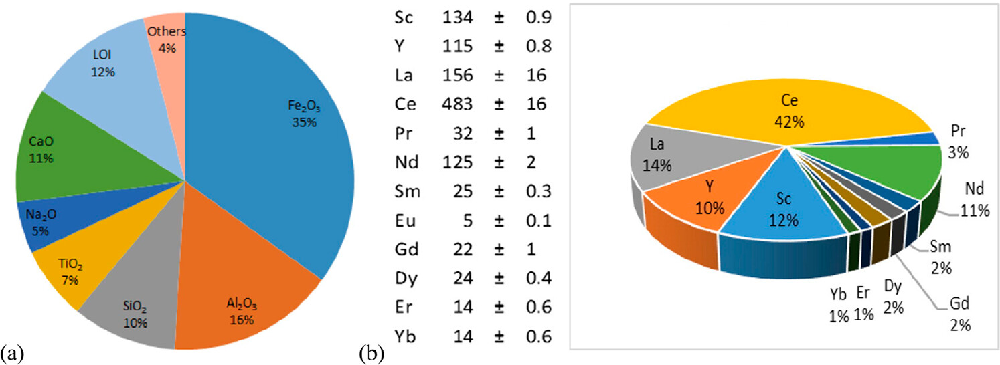 Others
4%
LOI
12%
Fe₂O₃
35%
CaO
11%
Na₂O
5%
TiO₂
7%
SiO₂
10%
Al₂O₃
16%
(a)
Sc 134 ± 0.9
Y 115 ± 0.8
La 156 ± 16
Ce 483 ± 16
Pr 32 ± 1
Nd 125 ± 2
Sm 25 ± 0.3
Eu 5 ± 0.1
Gd 22 ± 1
Dy 24 ± 0.4
Er 14 ± 0.6
Yb 14 ± 0.6
(b)
Ce
42%
Pr
3%
La
14%
Nd
11%
Y
10%
Sc
12%
Sm
2%
Yb
1%
Er
1%
Dy
2%
Gd
2%